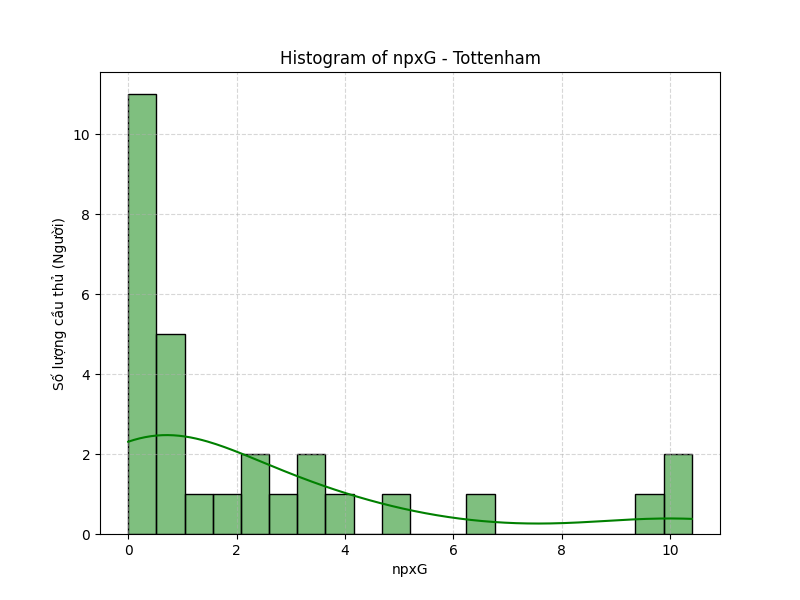 Histogram of npxG - Tottenham
Số lượng cầu thủ (Người)
10
8
6
4
2
0
0 2 4 6 8 10
npxG